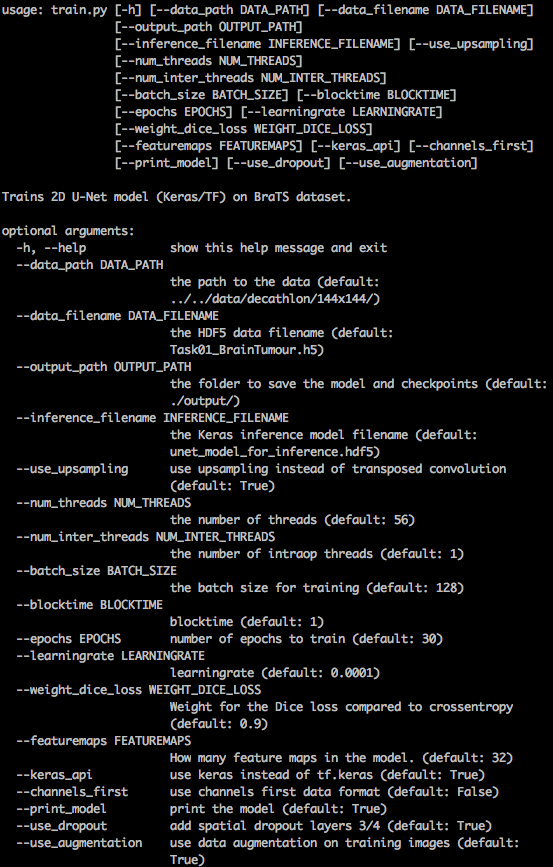 usage: train.py [-h] [--data_path DATA_PATH] [--data_filename DATA_FILENAME]
[--output_path OUTPUT_PATH]
[--inference_filename INFERENCE_FILENAME] [--use_upsampling]
[--num_threads NUM_THREADS]
[--num_inter_threads NUM_INTER_THREADS]
[--batch_size BATCH_SIZE] [--blocktime BLOCKTIME]
[--epochs EPOCHS] [--learningrate LEARNINGRATE]
[--weight_dice_loss WEIGHT_DICE_LOSS]
[--featuremaps FEATUREMAPS] [--keras_api] [--channels_first]
[--print_model] [--use_dropout] [--use_augmentation]
Trains 2D U-Net model (Keras/TF) on BraTS dataset.
optional arguments:
-h, --help show this help message and exit
--data_path DATA_PATH
the path to the data (default:
../../data/decathlon/144x144/)
--data_filename DATA_FILENAME
the HDF5 data filename (default:
Task01_BrainTumour.h5)
--output_path OUTPUT_PATH
the folder to save the model and checkpoints (default:
./output/)
--inference_filename INFERENCE_FILENAME
the Keras inference model filename (default:
unet_model_for_inference.hdf5)
--use_upsampling use upsampling instead of transposed convolution
(default: True)
--num_threads NUM_THREADS
the number of threads (default: 56)
--num_inter_threads NUM_INTER_THREADS
the number of intraop threads (default: 1)
--batch_size BATCH_SIZE
the batch size for training (default: 128)
--blocktime BLOCKTIME
blocktime (default: 1)
--epochs EPOCHS number of epochs to train (default: 30)
--learningrate LEARNINGRATE
learningrate (default: 0.0001)
--weight_dice_loss WEIGHT_DICE_LOSS
Weight for the Dice loss compared to crossentropy
(default: 0.9)
--featuremaps FEATUREMAPS
How many feature maps in the model. (default: 32)
--keras_api use keras instead of tf.keras (default: True)
--channels_first use channels first data format (default: False)
--print_model print the model (default: True)
--use_dropout add spatial dropout layers 3/4 (default: True)
--use_augmentation use data augmentation on training images (default:
True)